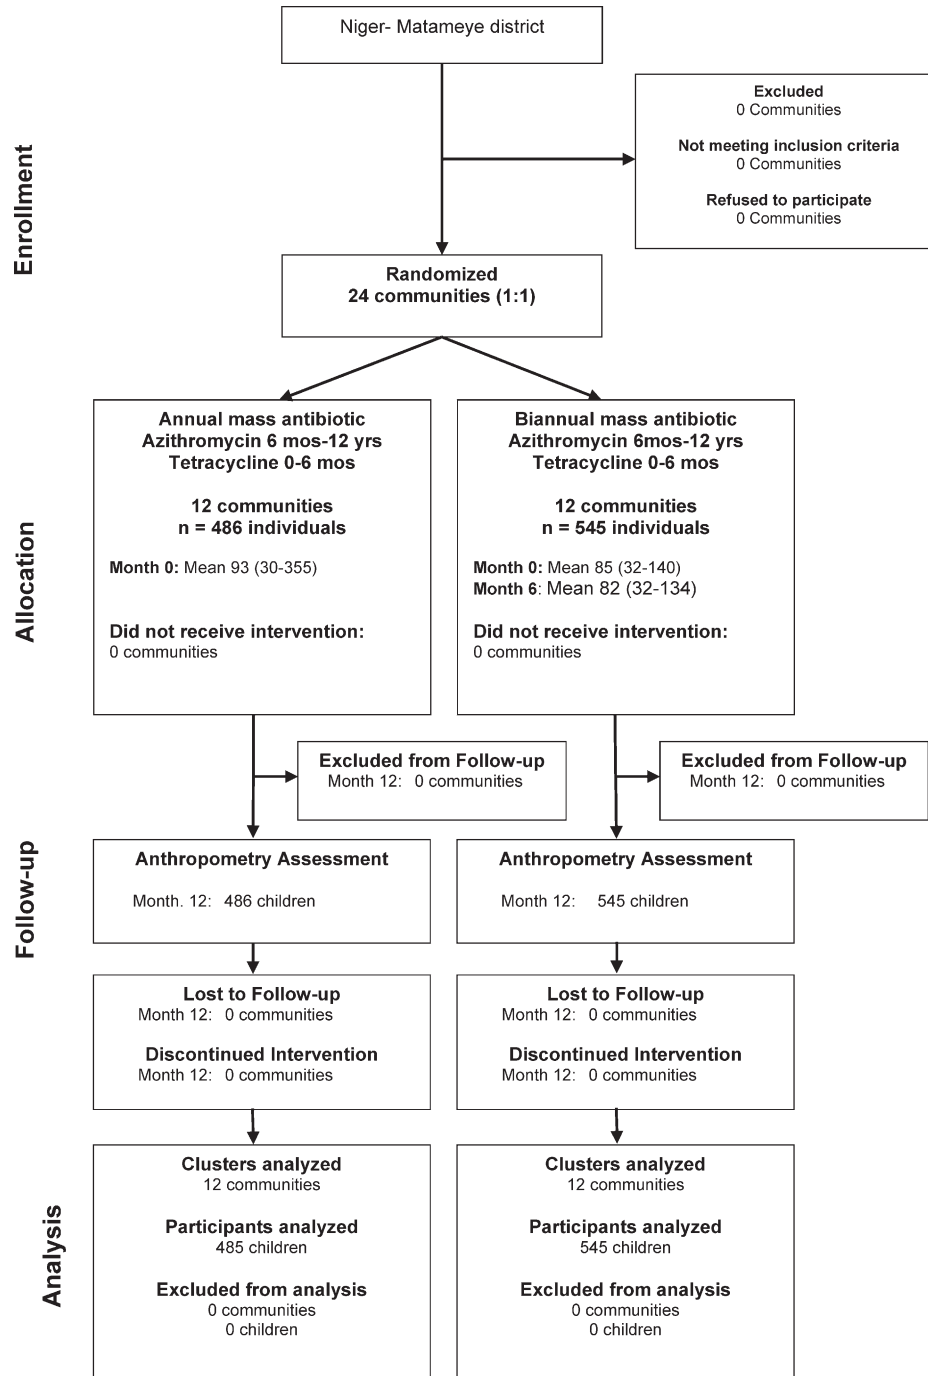 Niger- Matameye district
Excluded
0 Communities
Not meeting inclusion criteria
0 Communities
Refused to participate
0 Communities
Enrollment
Randomized
24 communities (1:1)
Allocation
Annual mass antibiotic
Azithromycin 6 mos-12 yrs
Tetracycline 0-6 mos
12 communities
n = 486 individuals
Month 0: Mean 93 (30-355)
Did not receive intervention:
0 communities
Biannual mass antibiotic
Azithromycin 6mos-12 yrs
Tetracycline 0-6 mos
12 communities
n = 545 individuals
Month 0: Mean 85 (32-140)
Month 6: Mean 82 (32-134)
Did not receive intervention:
0 communities
Excluded from Follow-up
Month 12: 0 communities
Excluded from Follow-up
Month 12: 0 communities
Follow-up
Anthropometry Assessment
Month. 12: 486 children
Anthropometry Assessment
Month 12: 545 children
Lost to Follow-up
Month 12: 0 communities
Discontinued Intervention
Month 12: 0 communities
Lost to Follow-up
Month 12: 0 communities
Discontinued Intervention
Month 12: 0 communities
Analysis
Clusters analyzed
12 communities
Participants analyzed
485 children
Excluded from analysis
0 communities
0 children
Clusters analyzed
12 communities
Participants analyzed
545 children
Excluded from analysis
0 communities
0 children